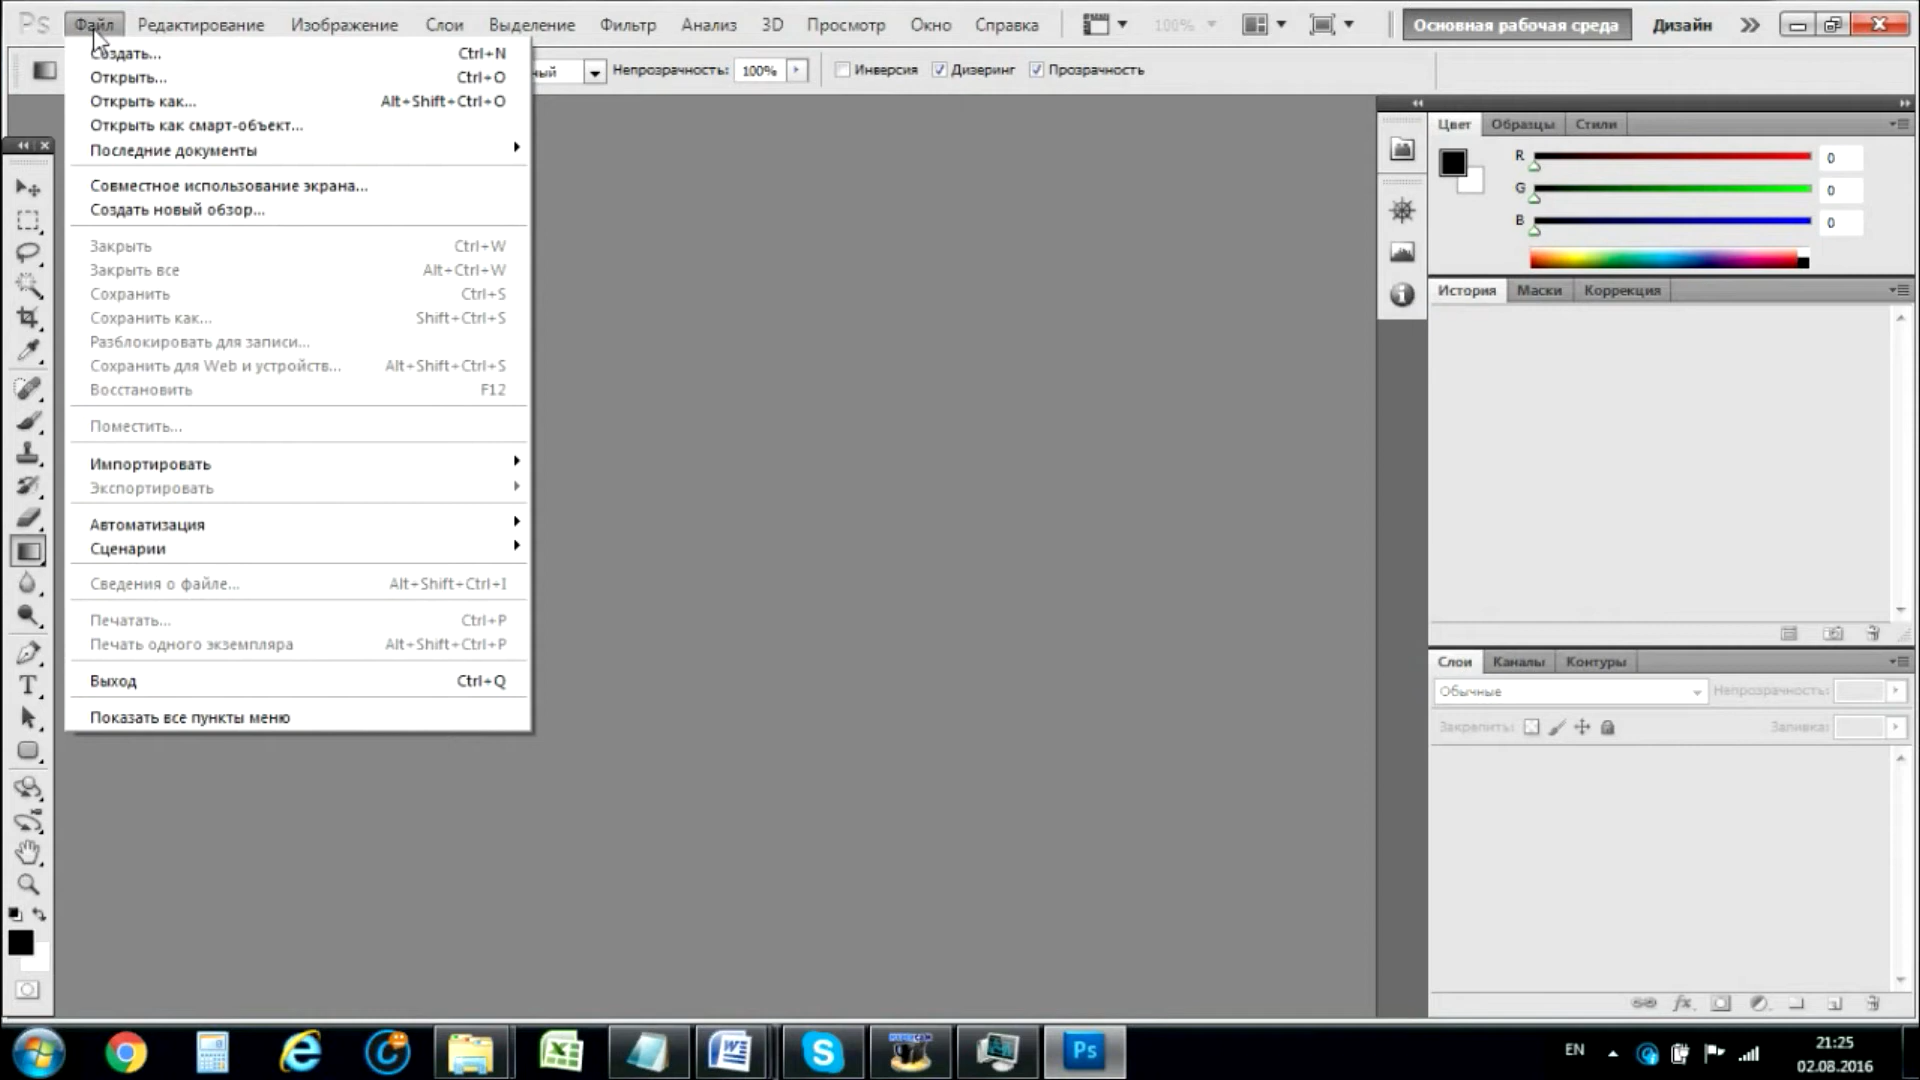 Ps Файл Редактирование Изображение Слои Выделение Фильтр Анализ 3D Просмотр Окно Справка 100% Основная рабочая среда Дизайн
Непрозрачность: 100% Инверсия Дизеринг Прозрачность
Создать... Ctrl+N
Открыть... Ctrl+O
Открыть как... Alt+Shift+Ctrl+O
Открыть как смарт-объект...
Последние документы
Совместное использование экрана...
Создать новый обзор...
Закрыть Ctrl+W
Закрыть все Alt+Ctrl+W
Сохранить Ctrl+S
Сохранить как... Shift+Ctrl+S
Разблокировать для записи...
Сохранить для Web и устройств... Alt+Shift+Ctrl+S
Восстановить F12
Поместить...
Импортировать
Экспортировать
Автоматизация
Сценарии
Сведения о файле... Alt+Shift+Ctrl+I
Печатать... Ctrl+P
Печать одного экземпляра Alt+Shift+Ctrl+P
Выход Ctrl+Q
Показать все пункты меню
Цвет Образцы Стили
R 0
G 0
B 0
История Маски Коррекция
Слои Каналы Контуры
Обычные Непрозрачность:
Закрепить: Заливка:
Ps EN 21:25
02.08.2016